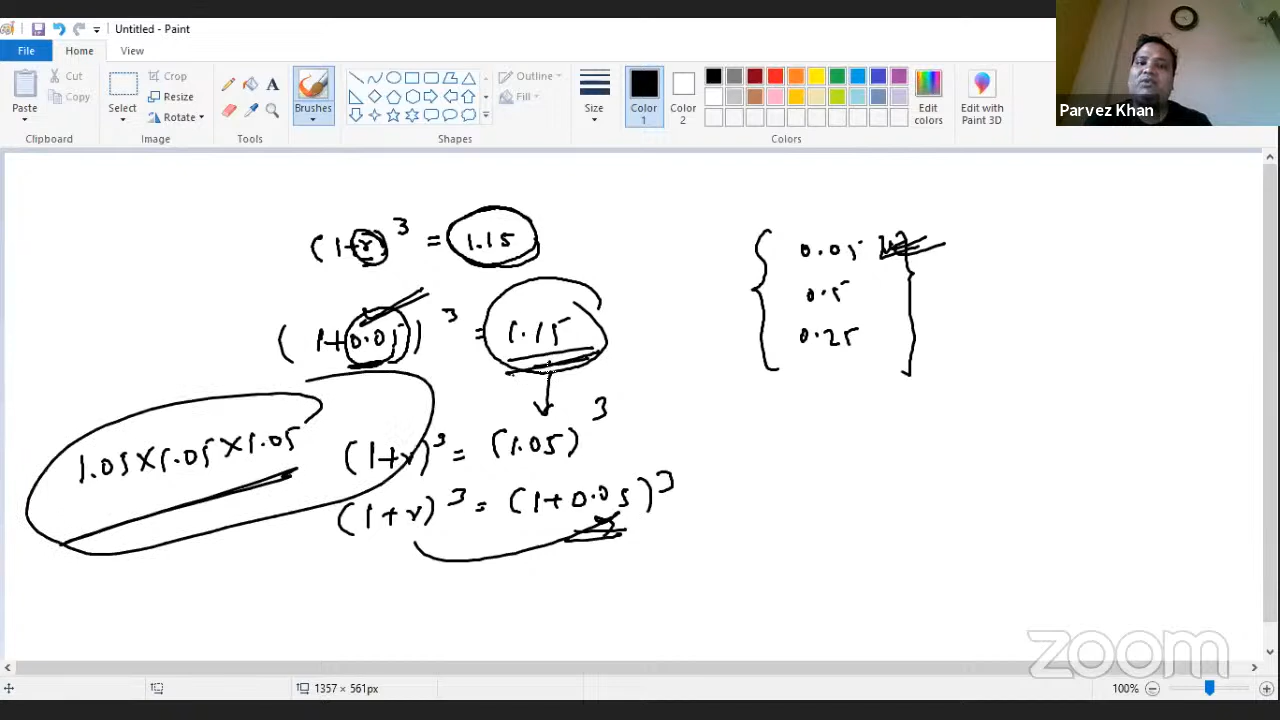 Untitled - Paint
File
Home
View
Paste
Cut
Copy
Clipboard
Select
Crop
Resize
Rotate
Image
A
Tools
Brushes
Outline
Fill
Shapes
Size
Color
1
Color
2
Edit
colors
Colors
Edit with
Paint 3D
Parvez Khan
(1+r)³ = 1.15
(1+0.05)³ = 1.15
1.05×1.05×1.05
(1+r)³ = (1.05)³
(1+r)³ = (1+0.05)³
0.05
0.5
0.25
zoom
1357 × 561px
100%